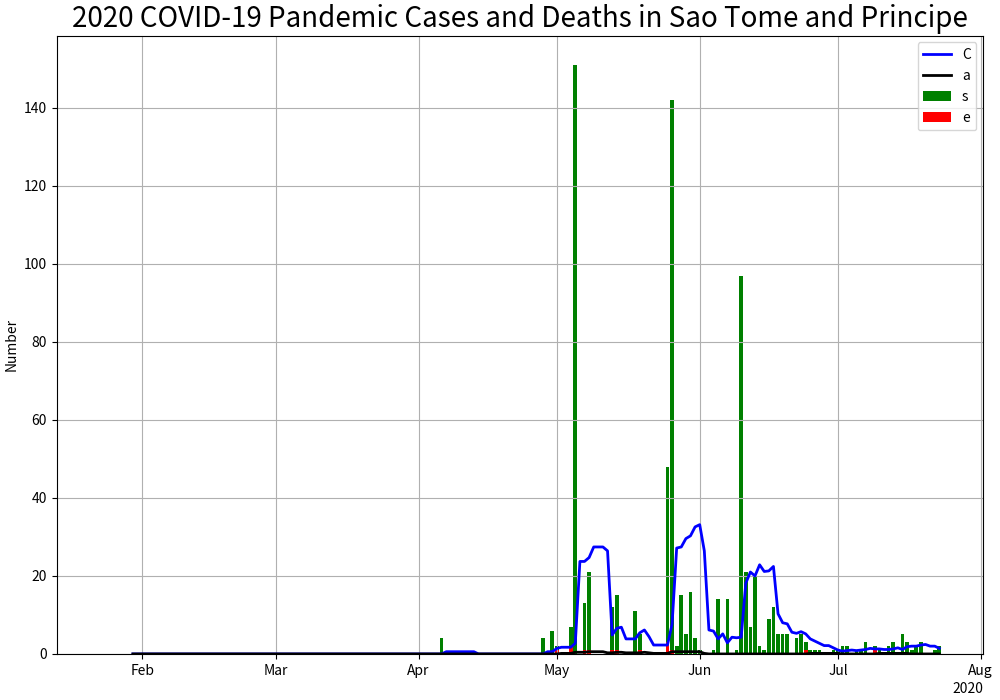 2020 COVID-19 Pandemic Cases and Deaths in Sao Tome and Principe
C
a
s
e
140
120
100
80
60
40
20
0
Number
Feb Mar Apr May Jun Jul Aug
2020